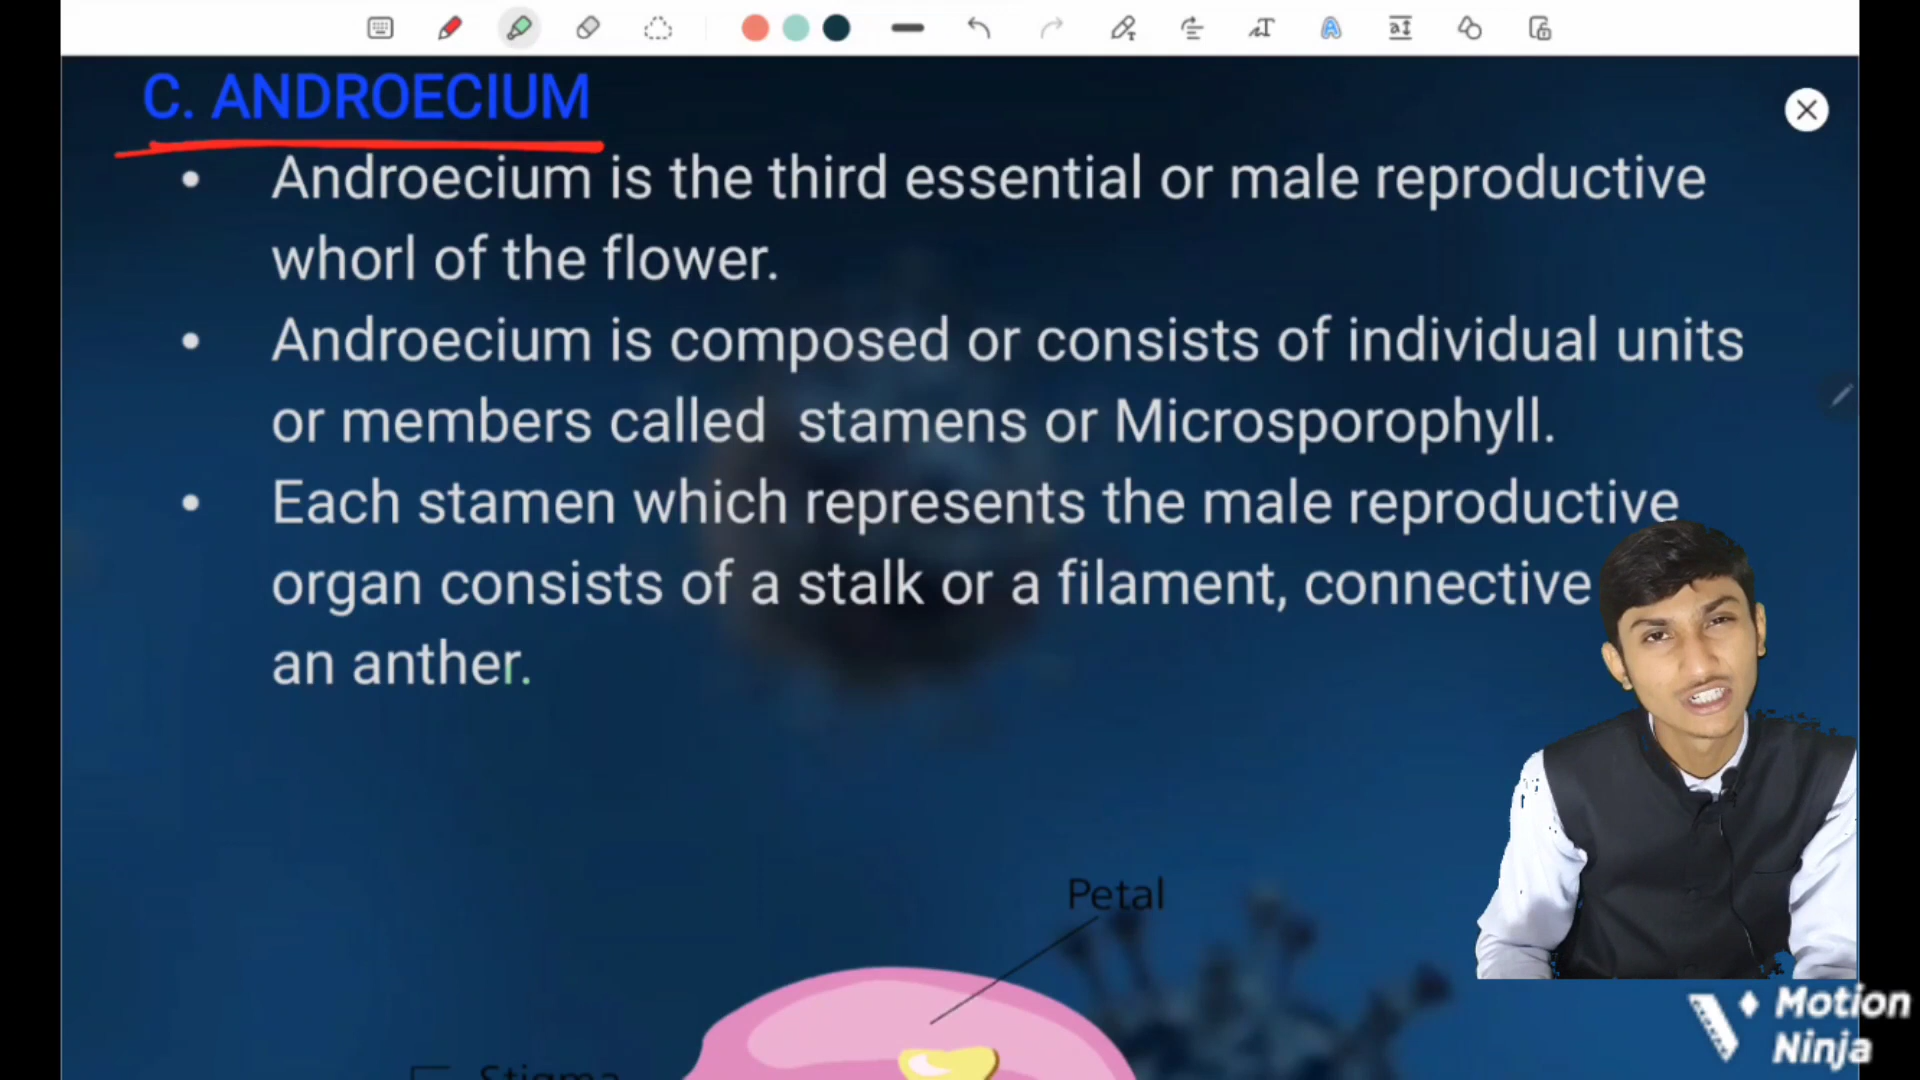 C. ANDROECIUM
• Androecium is the third essential or male reproductive
whorl of the flower.
• Androecium is composed or consists of individual units
or members called stamens or Microsporophyll.
• Each stamen which represents the male reproductive
organ consists of a stalk or a filament, connective
an anther.
Petal
Stigma
Motion
Ninja